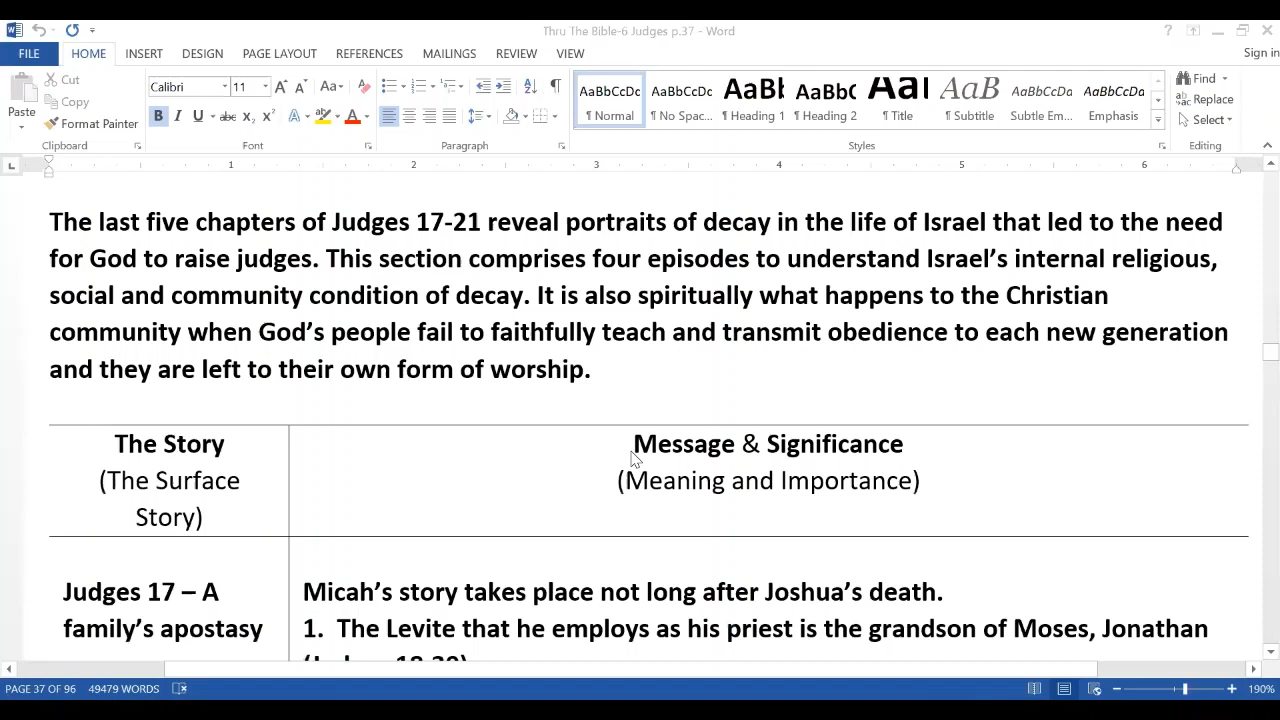 Thru The Bible-6 Judges p.37 - Word
FILE HOME INSERT DESIGN PAGE LAYOUT REFERENCES MAILINGS REVIEW VIEW Sign in
Paste
Cut
Copy
Format Painte
Clipboard
Calibri 11
Font
Paragraph
AaBbCcDc AaBbCcDc AaBb AaBbC AaB AaBbCcDa AaBbCcDa
¶ Normal ¶ No Spac... ¶ Heading 1 ¶ Heading 2 ¶ Title ¶ Subtitle Subtle Em... Emphasis
Styles
Find
Replace
Select
Editing
1 2 3 4 5 6
The last five chapters of Judges 17-21 reveal portraits of decay in the life of Israel that led to the need
for God to raise judges. This section comprises four episodes to understand Israel's internal religious,
social and community condition of decay. It is also spiritually what happens to the Christian
community when God's people fail to faithfully teach and transmit obedience to each new generation
and they are left to their own form of worship.
The Story
(The Surface
Story)
Message & Significance
(Meaning and Importance)
Judges 17 – A
family's apostasy
Micah's story takes place not long after Joshua's death.
1. The Levite that he employs as his priest is the grandson of Moses, Jonathan
PAGE 37 OF 96 49479 WORDS 190%